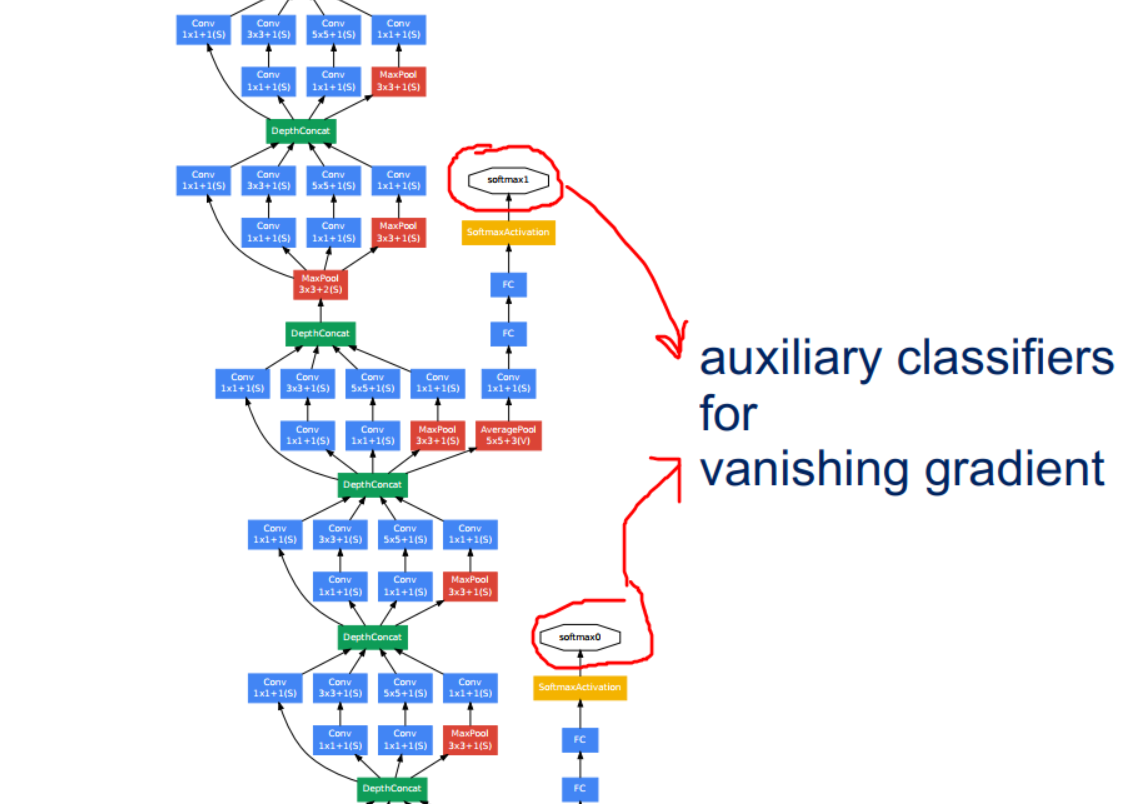 Conv Conv Conv Conv
1x1+1(S) 3x3+1(S) 5x5+1(S) 1x1+1(S)
Conv Conv MaxPool
1x1+1(S) 1x1+1(S) 3x3+1(S)
DepthConcat
Conv Conv Conv Conv
1x1+1(S) 3x3+1(S) 5x5+1(S) 1x1+1(S)
softmax1
Conv Conv MaxPool
1x1+1(S) 1x1+1(S) 3x3+1(S)
SoftmaxActivation
MaxPool
3x3+2(S)
FC
DepthConcat
FC
Conv Conv Conv Conv Conv
1x1+1(S) 3x3+1(S) 5x5+1(S) 1x1+1(S) 1x1+1(S)
Conv Conv MaxPool AveragePool
1x1+1(S) 1x1+1(S) 3x3+1(S) 5x5+3(V)
auxiliary classifiers
for
vanishing gradient
DepthConcat
Conv Conv Conv Conv
1x1+1(S) 3x3+1(S) 5x5+1(S) 1x1+1(S)
Conv Conv MaxPool
1x1+1(S) 1x1+1(S) 3x3+1(S)
DepthConcat
softmax0
Conv Conv Conv Conv
1x1+1(S) 3x3+1(S) 5x5+1(S) 1x1+1(S)
SoftmaxActivation
Conv Conv MaxPool
1x1+1(S) 1x1+1(S) 3x3+1(S)
FC
DepthConcat
FC